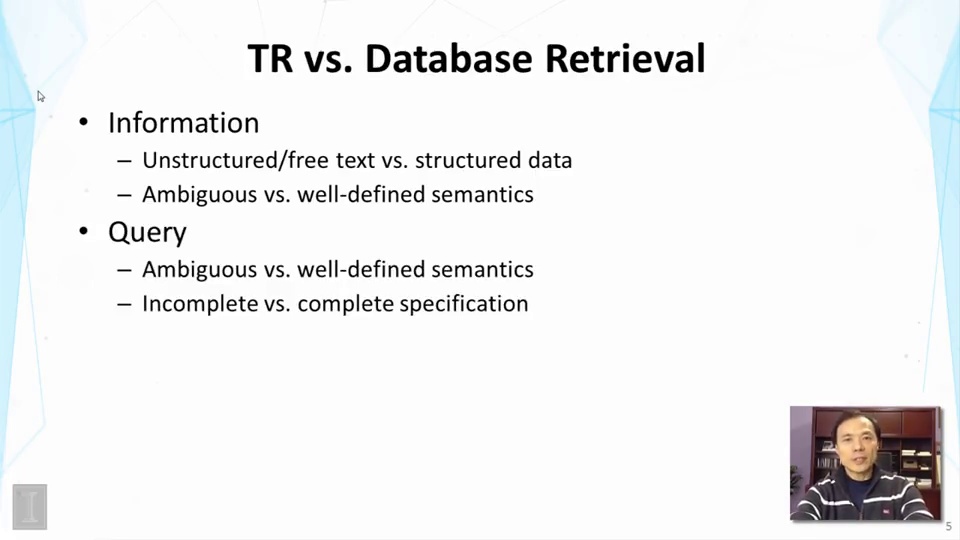 TR vs. Database Retrieval
• Information
– Unstructured/free text vs. structured data
– Ambiguous vs. well-defined semantics
• Query
– Ambiguous vs. well-defined semantics
– Incomplete vs. complete specification
I
5